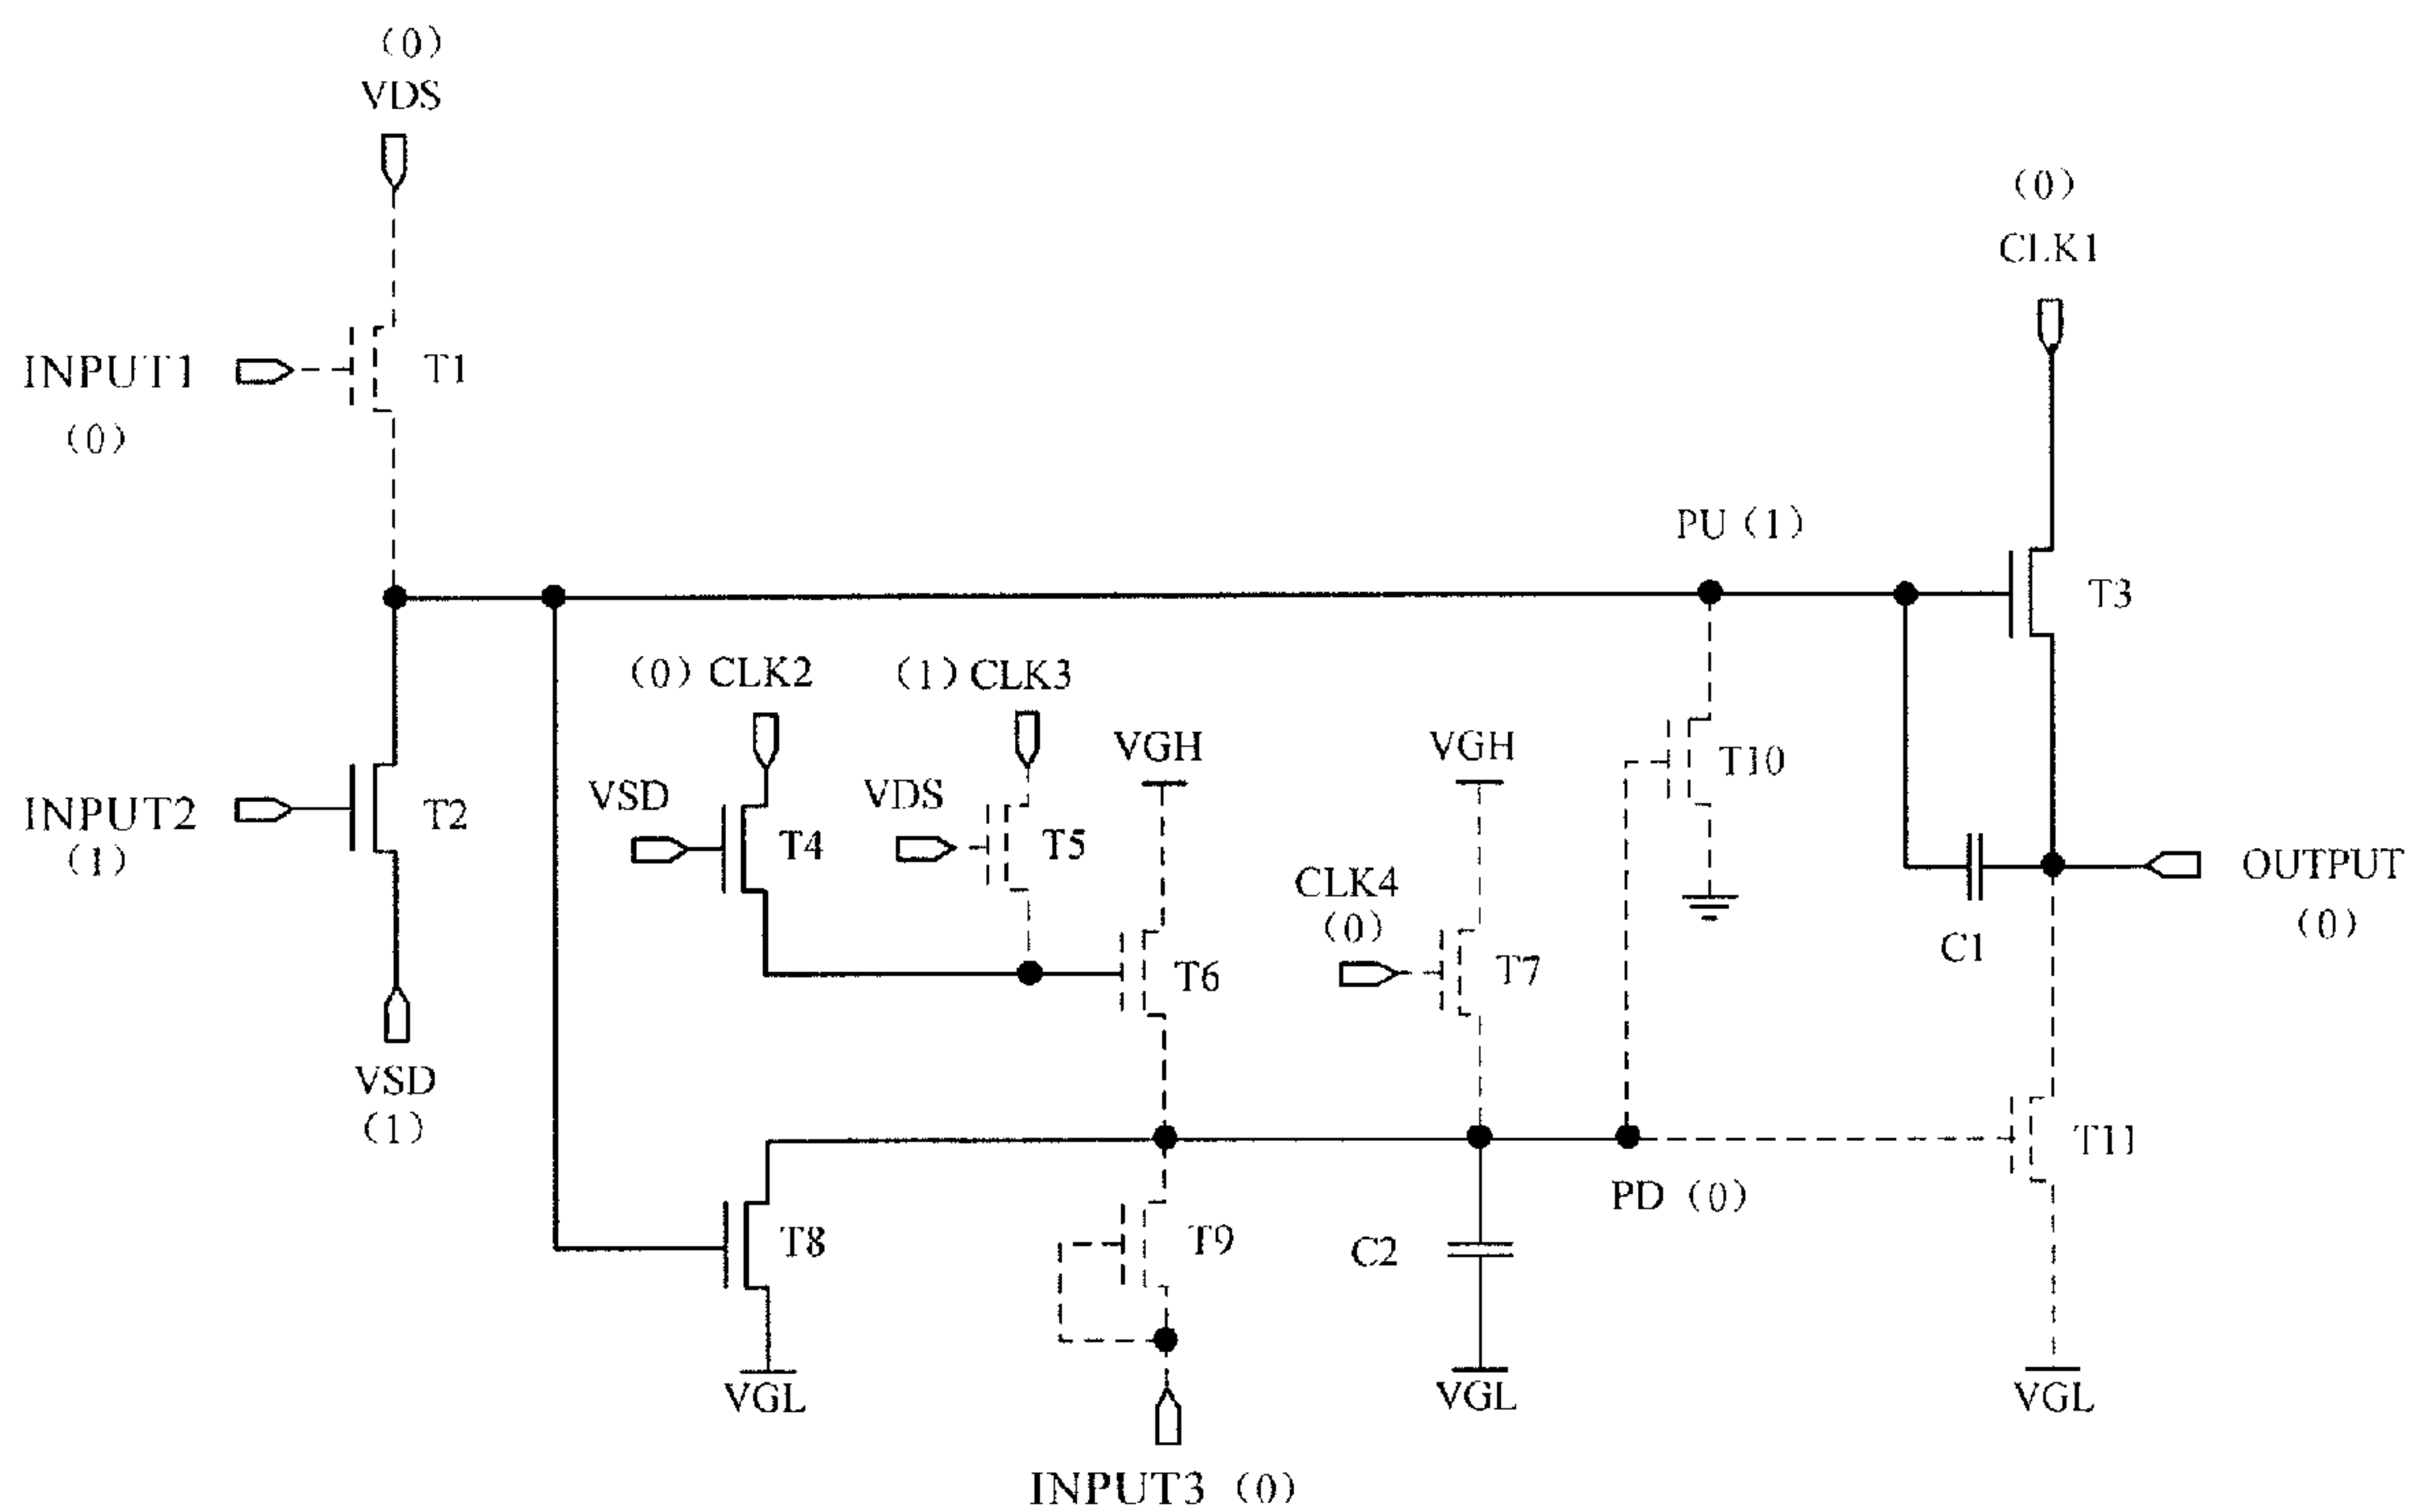 (0)
VDS
(0)
CLK1
INPUT1
(0)
T1
PU (1)
T3
(0) CLK2
(1) CLK3
VGH
VGH
T10
INPUT2
(1)
T2
VSD
T4
VDS
T5
CLK4
(0)
OUTPUT
(0)
C1
T6
T7
VSD
(1)
T11
PD (0)
T8
T9
C2
VGL
VGL
VGL
INPUT3 (0)